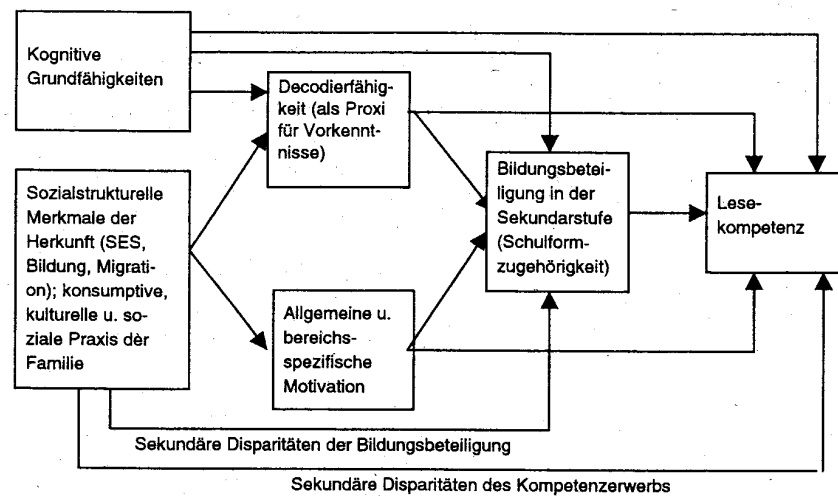 Kognitive
Grundfähigkeiten
Decodierfähig-
keit (als Proxi
für Vorkennt-
nisse)
Sozialstrukturelle
Merkmale der
Herkunft (SES,
Bildung, Migrati-
on); konsumptive,
kulturelle u. so-
ziale Praxis der
Familie
Allgemeine u.
bereichs-
spezifische
Motivation
Bildungsbetei-
ligung in der
Sekundarstufe
(Schulform-
zugehörigkeit)
Lese-
kompetenz
Sekundäre Disparitäten der Bildungsbeteiligung
Sekundäre Disparitäten des Kompetenzerwerbs